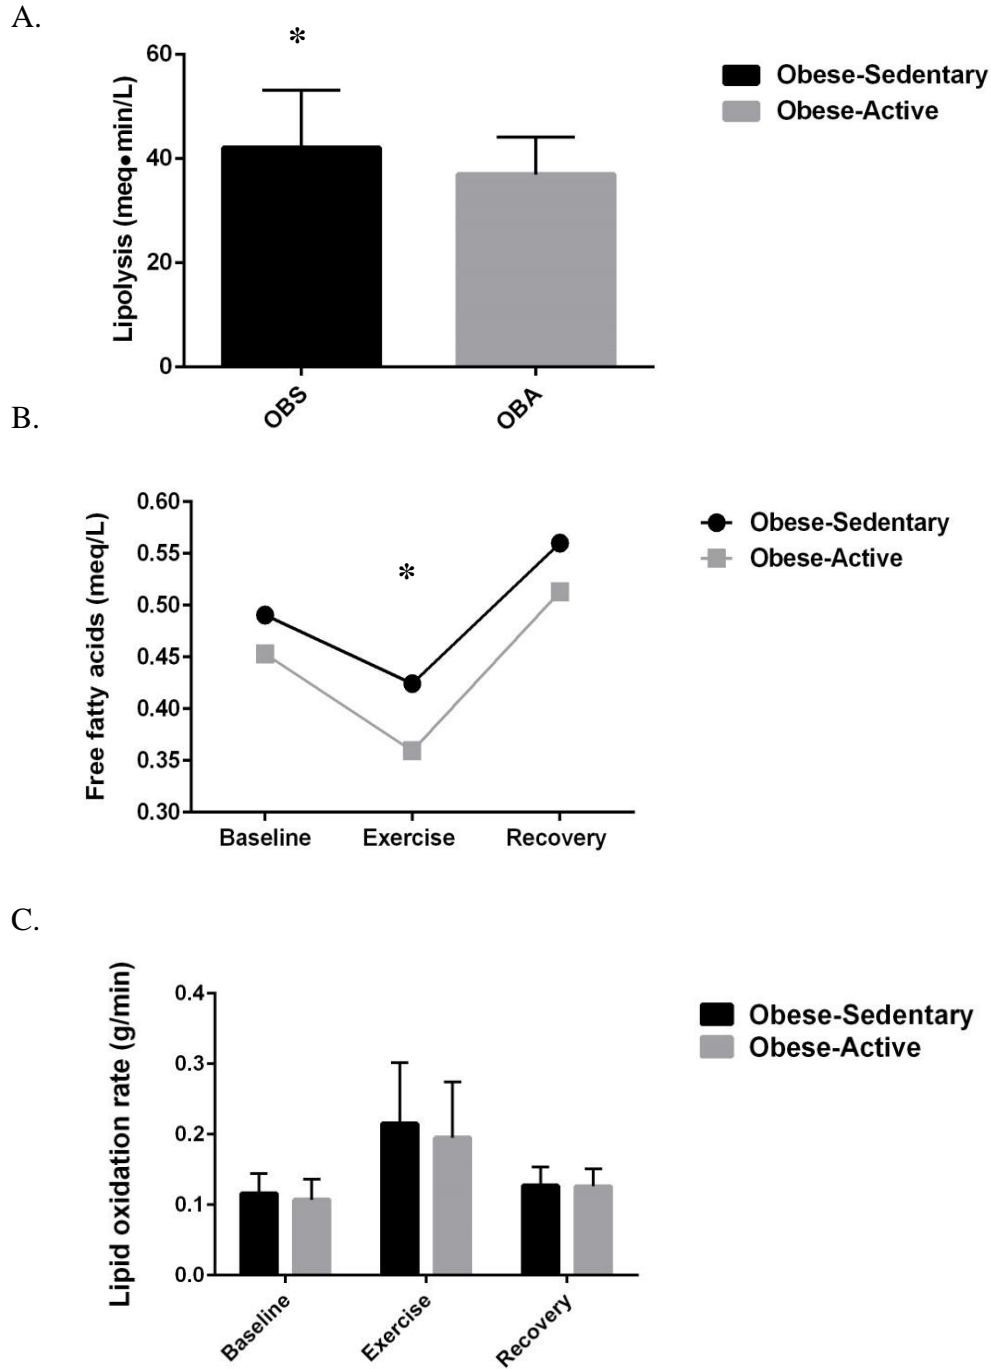 A.
*
Lipolysis (meq•min/L)
60
40
20
0
OBS
OBA
Obese-Sedentary
Obese-Active
B.
Free fatty acids (meq/L)
0.60
0.55
0.50
0.45
0.40
0.35
0.30
*
Baseline
Exercise
Recovery
Obese-Sedentary
Obese-Active
C.
Lipid oxidation rate (g/min)
0.4
0.3
0.2
0.1
0.0
Baseline
Exercise
Recovery
Obese-Sedentary
Obese-Active